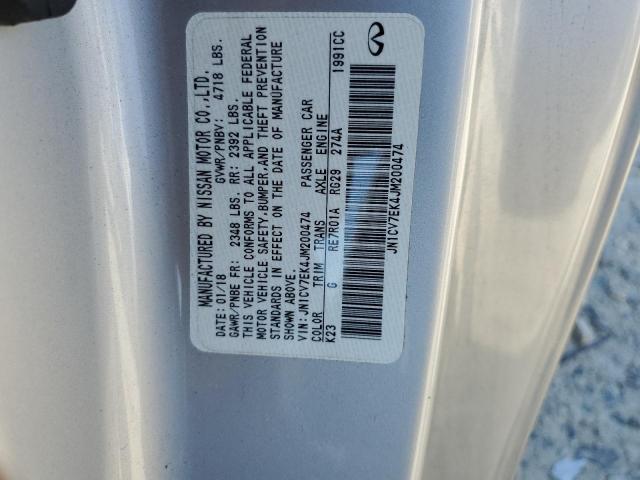 MANUFACTURED BY NISSAN MOTOR CO.,LTD.
DATE: 01/18 GVWR/PNBV: 4718 LBS.
GAWR/PNBE FR: 2348 LBS. RR: 2392 LBS.
THIS VEHICLE CONFORMS TO ALL APPLICABLE FEDERAL
MOTOR VEHICLE SAFETY,BUMPER,AND THEFT PREVENTION
STANDARDS IN EFFECT ON THE DATE OF MANUFACTURE
SHOWN ABOVE.
VIN: JN1CV7EK4JM200474 PASSENGER CAR
COLOR TRIM TRANS AXLE ENGINE
K23 G RE7R01A RG29 274A 1991CC
JN1CV7EK4JM200474